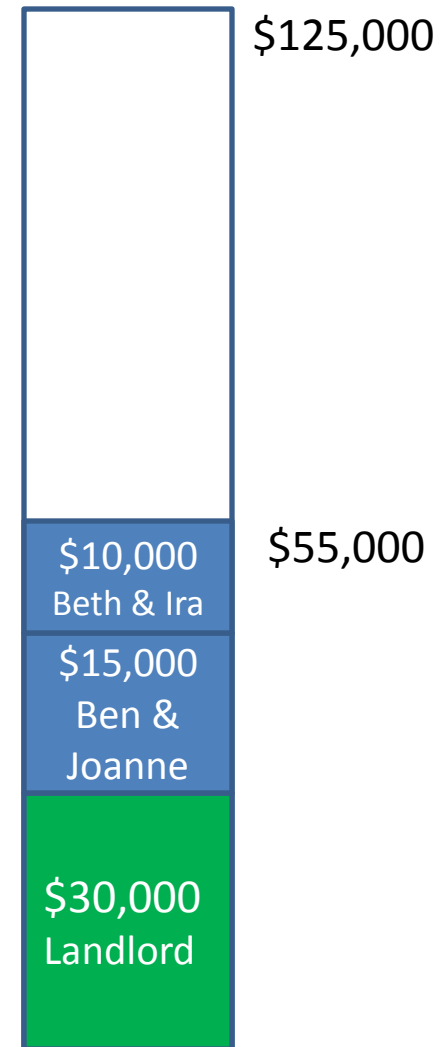 $125,000
$10,000
Beth & Ira
$55,000
$15,000
Ben &
Joanne
$30,000
Landlord